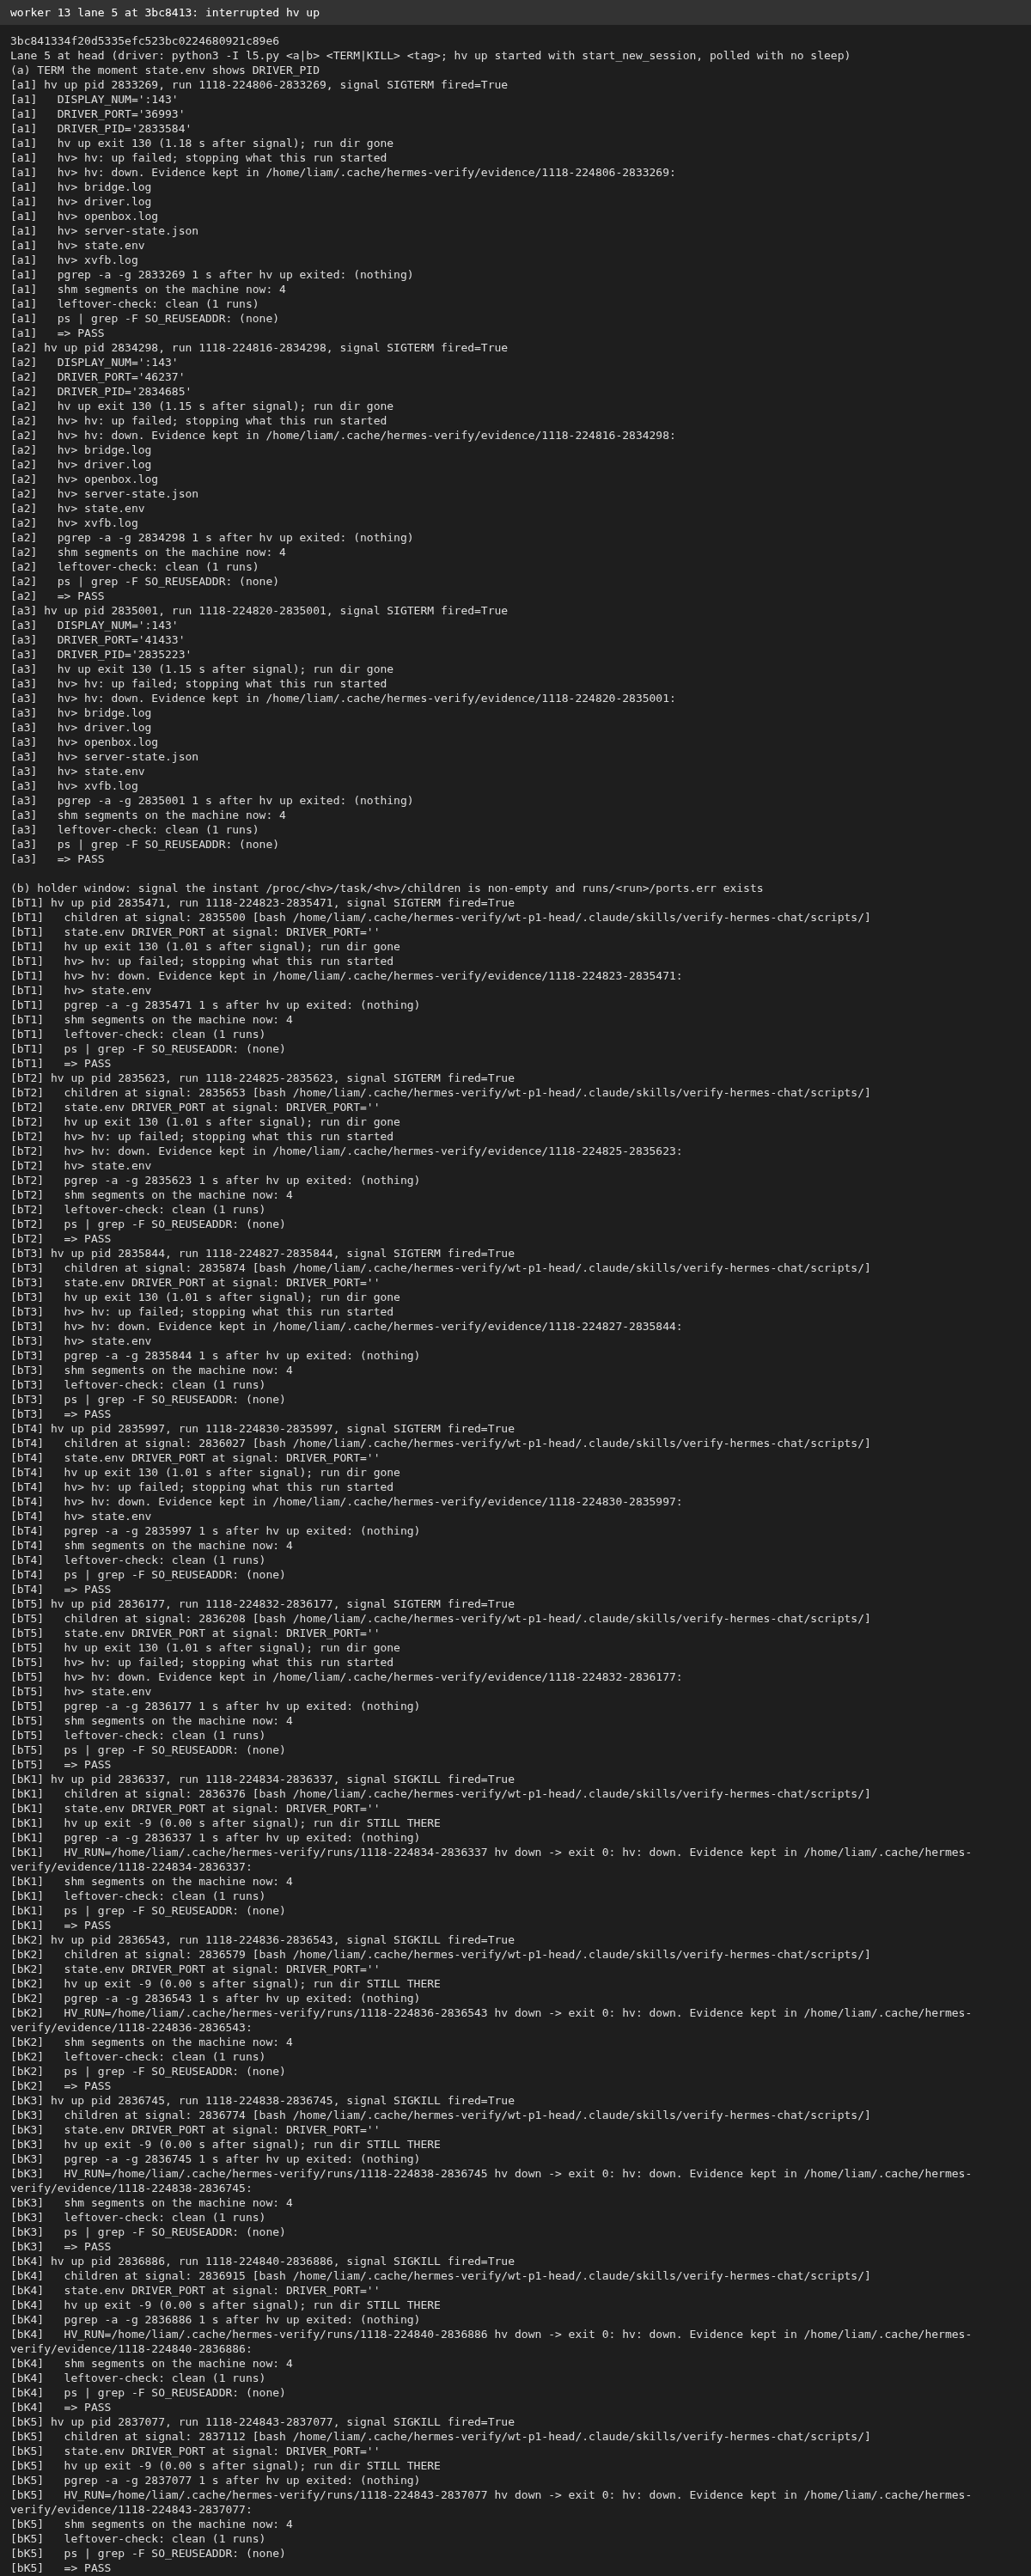 worker 13 lane 5 at 3bc8413: interrupted hv up
3bc841334f20d5335efc523bc0224680921c89e6
Lane 5 at head (driver: python3 -I l5.py <a|b> <TERM|KILL> <tag>; hv up started with start_new_session, polled with no sleep)
(a) TERM the moment state.env shows DRIVER_PID
[a1] hv up pid 2833269, run 1118-224806-2833269, signal SIGTERM fired=True
[a1]   DISPLAY_NUM=':143'
[a1]   DRIVER_PORT='36993'
[a1]   DRIVER_PID='2833584'
[a1]   hv up exit 130 (1.18 s after signal); run dir gone
[a1]   hv> hv: up failed; stopping what this run started
[a1]   hv> hv: down. Evidence kept in /home/liam/.cache/hermes-verify/evidence/1118-224806-2833269:
[a1]   hv> bridge.log
[a1]   hv> driver.log
[a1]   hv> openbox.log
[a1]   hv> server-state.json
[a1]   hv> state.env
[a1]   hv> xvfb.log
[a1]   pgrep -a -g 2833269 1 s after hv up exited: (nothing)
[a1]   shm segments on the machine now: 4
[a1]   leftover-check: clean (1 runs)
[a1]   ps | grep -F SO_REUSEADDR: (none)
[a1]   => PASS
[a2] hv up pid 2834298, run 1118-224816-2834298, signal SIGTERM fired=True
[a2]   DISPLAY_NUM=':143'
[a2]   DRIVER_PORT='46237'
[a2]   DRIVER_PID='2834685'
[a2]   hv up exit 130 (1.15 s after signal); run dir gone
[a2]   hv> hv: up failed; stopping what this run started
[a2]   hv> hv: down. Evidence kept in /home/liam/.cache/hermes-verify/evidence/1118-224816-2834298:
[a2]   hv> bridge.log
[a2]   hv> driver.log
[a2]   hv> openbox.log
[a2]   hv> server-state.json
[a2]   hv> state.env
[a2]   hv> xvfb.log
[a2]   pgrep -a -g 2834298 1 s after hv up exited: (nothing)
[a2]   shm segments on the machine now: 4
[a2]   leftover-check: clean (1 runs)
[a2]   ps | grep -F SO_REUSEADDR: (none)
[a2]   => PASS
[a3] hv up pid 2835001, run 1118-224820-2835001, signal SIGTERM fired=True
[a3]   DISPLAY_NUM=':143'
[a3]   DRIVER_PORT='41433'
[a3]   DRIVER_PID='2835223'
[a3]   hv up exit 130 (1.15 s after signal); run dir gone
[a3]   hv> hv: up failed; stopping what this run started
[a3]   hv> hv: down. Evidence kept in /home/liam/.cache/hermes-verify/evidence/1118-224820-2835001:
[a3]   hv> bridge.log
[a3]   hv> driver.log
[a3]   hv> openbox.log
[a3]   hv> server-state.json
[a3]   hv> state.env
[a3]   hv> xvfb.log
[a3]   pgrep -a -g 2835001 1 s after hv up exited: (nothing)
[a3]   shm segments on the machine now: 4
[a3]   leftover-check: clean (1 runs)
[a3]   ps | grep -F SO_REUSEADDR: (none)
[a3]   => PASS
(b) holder window: signal the instant /proc/<hv>/task/<hv>/children is non-empty and runs/<run>/ports.err exists
[bT1] hv up pid 2835471, run 1118-224823-2835471, signal SIGTERM fired=True
[bT1]   children at signal: 2835500 [bash /home/liam/.cache/hermes-verify/wt-p1-head/.claude/skills/verify-hermes-chat/scripts/]
[bT1]   state.env DRIVER_PORT at signal: DRIVER_PORT=''
[bT1]   hv up exit 130 (1.01 s after signal); run dir gone
[bT1]   hv> hv: up failed; stopping what this run started
[bT1]   hv> hv: down. Evidence kept in /home/liam/.cache/hermes-verify/evidence/1118-224823-2835471:
[bT1]   hv> state.env
[bT1]   pgrep -a -g 2835471 1 s after hv up exited: (nothing)
[bT1]   shm segments on the machine now: 4
[bT1]   leftover-check: clean (1 runs)
[bT1]   ps | grep -F SO_REUSEADDR: (none)
[bT1]   => PASS
[bT2] hv up pid 2835623, run 1118-224825-2835623, signal SIGTERM fired=True
[bT2]   children at signal: 2835653 [bash /home/liam/.cache/hermes-verify/wt-p1-head/.claude/skills/verify-hermes-chat/scripts/]
[bT2]   state.env DRIVER_PORT at signal: DRIVER_PORT=''
[bT2]   hv up exit 130 (1.01 s after signal); run dir gone
[bT2]   hv> hv: up failed; stopping what this run started
[bT2]   hv> hv: down. Evidence kept in /home/liam/.cache/hermes-verify/evidence/1118-224825-2835623:
[bT2]   hv> state.env
[bT2]   pgrep -a -g 2835623 1 s after hv up exited: (nothing)
[bT2]   shm segments on the machine now: 4
[bT2]   leftover-check: clean (1 runs)
[bT2]   ps | grep -F SO_REUSEADDR: (none)
[bT2]   => PASS
[bT3] hv up pid 2835844, run 1118-224827-2835844, signal SIGTERM fired=True
[bT3]   children at signal: 2835874 [bash /home/liam/.cache/hermes-verify/wt-p1-head/.claude/skills/verify-hermes-chat/scripts/]
[bT3]   state.env DRIVER_PORT at signal: DRIVER_PORT=''
[bT3]   hv up exit 130 (1.01 s after signal); run dir gone
[bT3]   hv> hv: up failed; stopping what this run started
[bT3]   hv> hv: down. Evidence kept in /home/liam/.cache/hermes-verify/evidence/1118-224827-2835844:
[bT3]   hv> state.env
[bT3]   pgrep -a -g 2835844 1 s after hv up exited: (nothing)
[bT3]   shm segments on the machine now: 4
[bT3]   leftover-check: clean (1 runs)
[bT3]   ps | grep -F SO_REUSEADDR: (none)
[bT3]   => PASS
[bT4] hv up pid 2835997, run 1118-224830-2835997, signal SIGTERM fired=True
[bT4]   children at signal: 2836027 [bash /home/liam/.cache/hermes-verify/wt-p1-head/.claude/skills/verify-hermes-chat/scripts/]
[bT4]   state.env DRIVER_PORT at signal: DRIVER_PORT=''
[bT4]   hv up exit 130 (1.01 s after signal); run dir gone
[bT4]   hv> hv: up failed; stopping what this run started
[bT4]   hv> hv: down. Evidence kept in /home/liam/.cache/hermes-verify/evidence/1118-224830-2835997:
[bT4]   hv> state.env
[bT4]   pgrep -a -g 2835997 1 s after hv up exited: (nothing)
[bT4]   shm segments on the machine now: 4
[bT4]   leftover-check: clean (1 runs)
[bT4]   ps | grep -F SO_REUSEADDR: (none)
[bT4]   => PASS
[bT5] hv up pid 2836177, run 1118-224832-2836177, signal SIGTERM fired=True
[bT5]   children at signal: 2836208 [bash /home/liam/.cache/hermes-verify/wt-p1-head/.claude/skills/verify-hermes-chat/scripts/]
[bT5]   state.env DRIVER_PORT at signal: DRIVER_PORT=''
[bT5]   hv up exit 130 (1.01 s after signal); run dir gone
[bT5]   hv> hv: up failed; stopping what this run started
[bT5]   hv> hv: down. Evidence kept in /home/liam/.cache/hermes-verify/evidence/1118-224832-2836177:
[bT5]   hv> state.env
[bT5]   pgrep -a -g 2836177 1 s after hv up exited: (nothing)
[bT5]   shm segments on the machine now: 4
[bT5]   leftover-check: clean (1 runs)
[bT5]   ps | grep -F SO_REUSEADDR: (none)
[bT5]   => PASS
[bK1] hv up pid 2836337, run 1118-224834-2836337, signal SIGKILL fired=True
[bK1]   children at signal: 2836376 [bash /home/liam/.cache/hermes-verify/wt-p1-head/.claude/skills/verify-hermes-chat/scripts/]
[bK1]   state.env DRIVER_PORT at signal: DRIVER_PORT=''
[bK1]   hv up exit -9 (0.00 s after signal); run dir STILL THERE
[bK1]   pgrep -a -g 2836337 1 s after hv up exited: (nothing)
[bK1]   HV_RUN=/home/liam/.cache/hermes-verify/runs/1118-224834-2836337 hv down -> exit 0: hv: down. Evidence kept in /home/liam/.cache/hermes-
verify/evidence/1118-224834-2836337:
[bK1]   shm segments on the machine now: 4
[bK1]   leftover-check: clean (1 runs)
[bK1]   ps | grep -F SO_REUSEADDR: (none)
[bK1]   => PASS
[bK2] hv up pid 2836543, run 1118-224836-2836543, signal SIGKILL fired=True
[bK2]   children at signal: 2836579 [bash /home/liam/.cache/hermes-verify/wt-p1-head/.claude/skills/verify-hermes-chat/scripts/]
[bK2]   state.env DRIVER_PORT at signal: DRIVER_PORT=''
[bK2]   hv up exit -9 (0.00 s after signal); run dir STILL THERE
[bK2]   pgrep -a -g 2836543 1 s after hv up exited: (nothing)
[bK2]   HV_RUN=/home/liam/.cache/hermes-verify/runs/1118-224836-2836543 hv down -> exit 0: hv: down. Evidence kept in /home/liam/.cache/hermes-
verify/evidence/1118-224836-2836543:
[bK2]   shm segments on the machine now: 4
[bK2]   leftover-check: clean (1 runs)
[bK2]   ps | grep -F SO_REUSEADDR: (none)
[bK2]   => PASS
[bK3] hv up pid 2836745, run 1118-224838-2836745, signal SIGKILL fired=True
[bK3]   children at signal: 2836774 [bash /home/liam/.cache/hermes-verify/wt-p1-head/.claude/skills/verify-hermes-chat/scripts/]
[bK3]   state.env DRIVER_PORT at signal: DRIVER_PORT=''
[bK3]   hv up exit -9 (0.00 s after signal); run dir STILL THERE
[bK3]   pgrep -a -g 2836745 1 s after hv up exited: (nothing)
[bK3]   HV_RUN=/home/liam/.cache/hermes-verify/runs/1118-224838-2836745 hv down -> exit 0: hv: down. Evidence kept in /home/liam/.cache/hermes-
verify/evidence/1118-224838-2836745:
[bK3]   shm segments on the machine now: 4
[bK3]   leftover-check: clean (1 runs)
[bK3]   ps | grep -F SO_REUSEADDR: (none)
[bK3]   => PASS
[bK4] hv up pid 2836886, run 1118-224840-2836886, signal SIGKILL fired=True
[bK4]   children at signal: 2836915 [bash /home/liam/.cache/hermes-verify/wt-p1-head/.claude/skills/verify-hermes-chat/scripts/]
[bK4]   state.env DRIVER_PORT at signal: DRIVER_PORT=''
[bK4]   hv up exit -9 (0.00 s after signal); run dir STILL THERE
[bK4]   pgrep -a -g 2836886 1 s after hv up exited: (nothing)
[bK4]   HV_RUN=/home/liam/.cache/hermes-verify/runs/1118-224840-2836886 hv down -> exit 0: hv: down. Evidence kept in /home/liam/.cache/hermes-
verify/evidence/1118-224840-2836886:
[bK4]   shm segments on the machine now: 4
[bK4]   leftover-check: clean (1 runs)
[bK4]   ps | grep -F SO_REUSEADDR: (none)
[bK4]   => PASS
[bK5] hv up pid 2837077, run 1118-224843-2837077, signal SIGKILL fired=True
[bK5]   children at signal: 2837112 [bash /home/liam/.cache/hermes-verify/wt-p1-head/.claude/skills/verify-hermes-chat/scripts/]
[bK5]   state.env DRIVER_PORT at signal: DRIVER_PORT=''
[bK5]   hv up exit -9 (0.00 s after signal); run dir STILL THERE
[bK5]   pgrep -a -g 2837077 1 s after hv up exited: (nothing)
[bK5]   HV_RUN=/home/liam/.cache/hermes-verify/runs/1118-224843-2837077 hv down -> exit 0: hv: down. Evidence kept in /home/liam/.cache/hermes-
verify/evidence/1118-224843-2837077:
[bK5]   shm segments on the machine now: 4
[bK5]   leftover-check: clean (1 runs)
[bK5]   ps | grep -F SO_REUSEADDR: (none)
[bK5]   => PASS